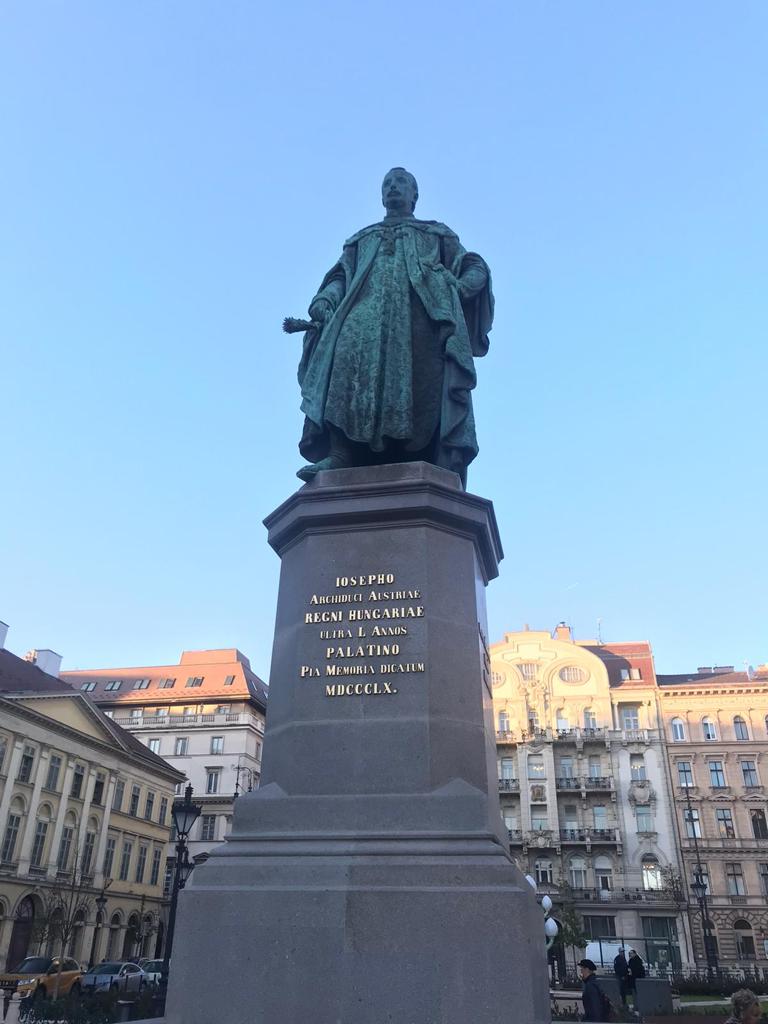 IOSEPHO
ARCHIDUCI AUSTRIAE
REGNI HUNGARIAE
ULTRA L ANNOS
PALATINO
PIA MEMORIA DICATUM
MDCCCLX.